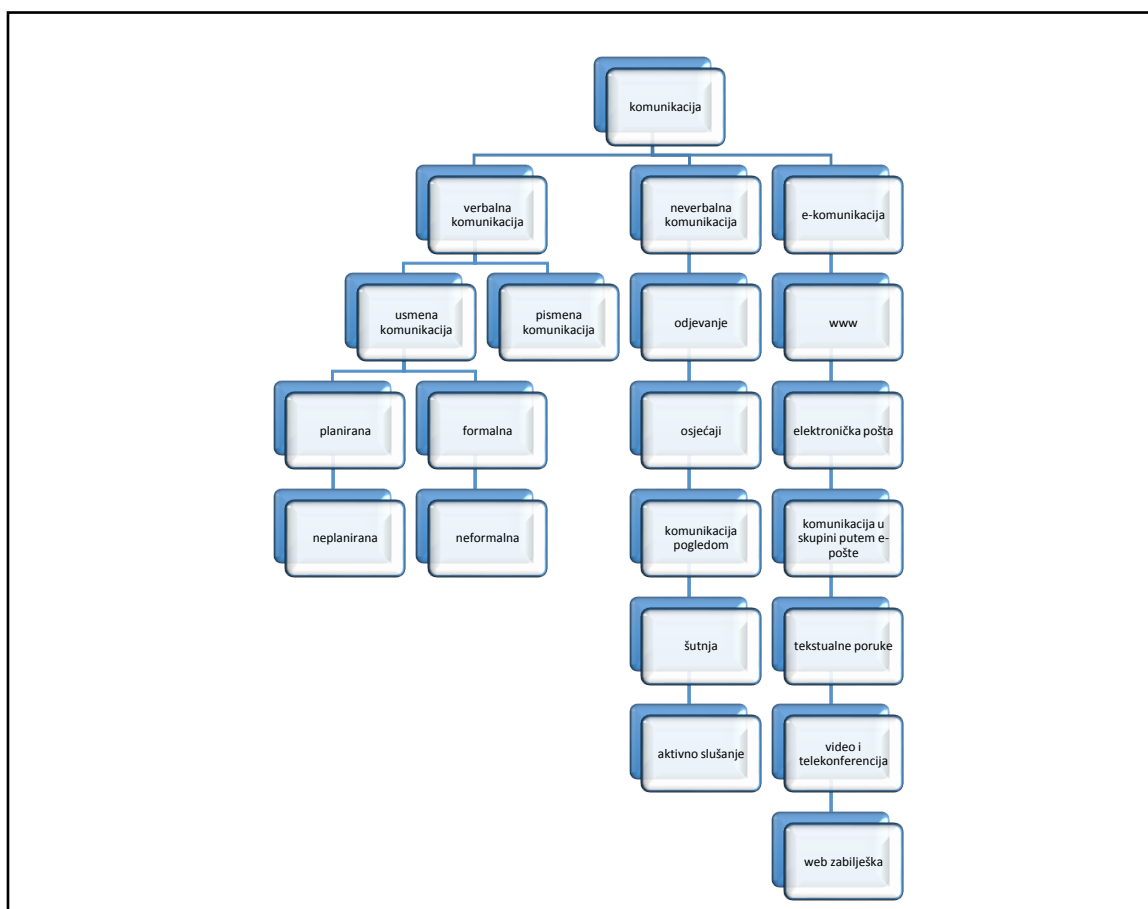 komunikacija
verbalna
komunikacija
neverbalna
komunikacija
e-komunikacija
usmena
komunikacija
pismena
komunikacija
odjevanje
www
planirana
formalna
osjećaji
elektronička pošta
neplanirana
neformalna
komunikacija
pogledom
komunikacija u
skupini putem e-
pošte
šutnja
tekstualne poruke
aktivno slušanje
video i
telekonferencija
web zabilješka